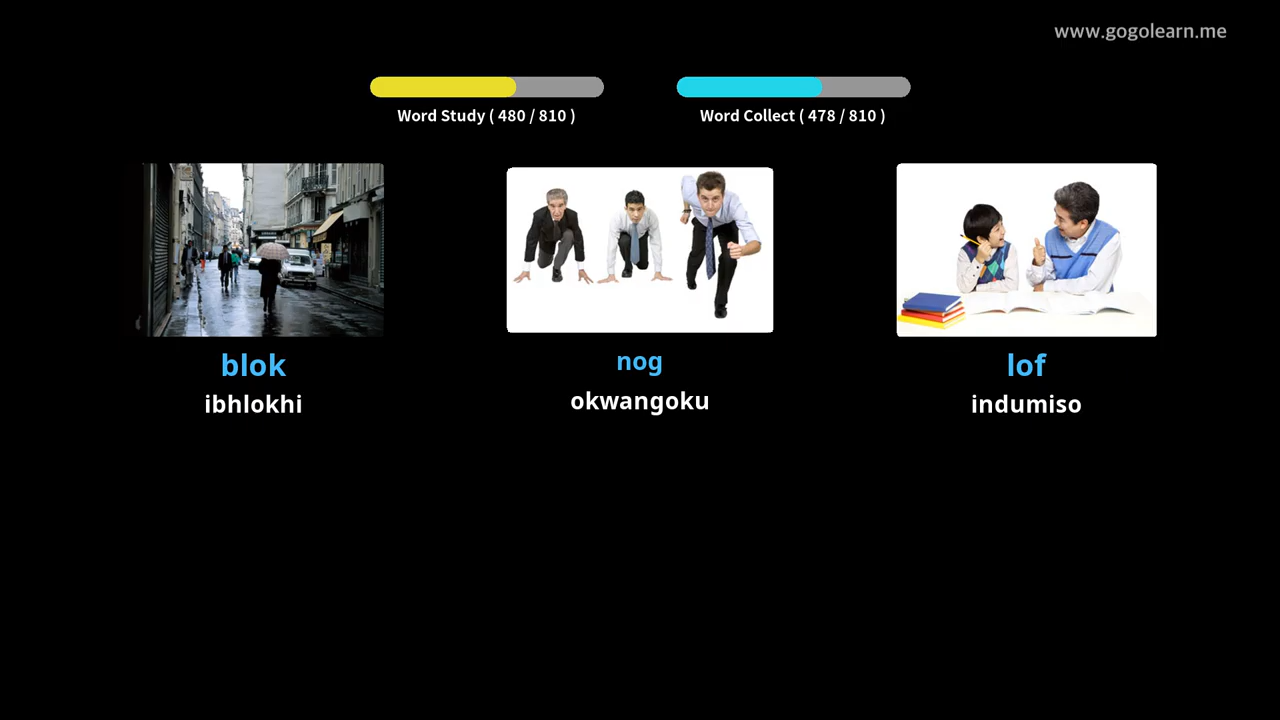 www.gogolearn.me
Word Study ( 480 / 810 )
Word Collect ( 478 / 810 )
blok
ibhlokhi
nog
okwangoku
lof
indumiso